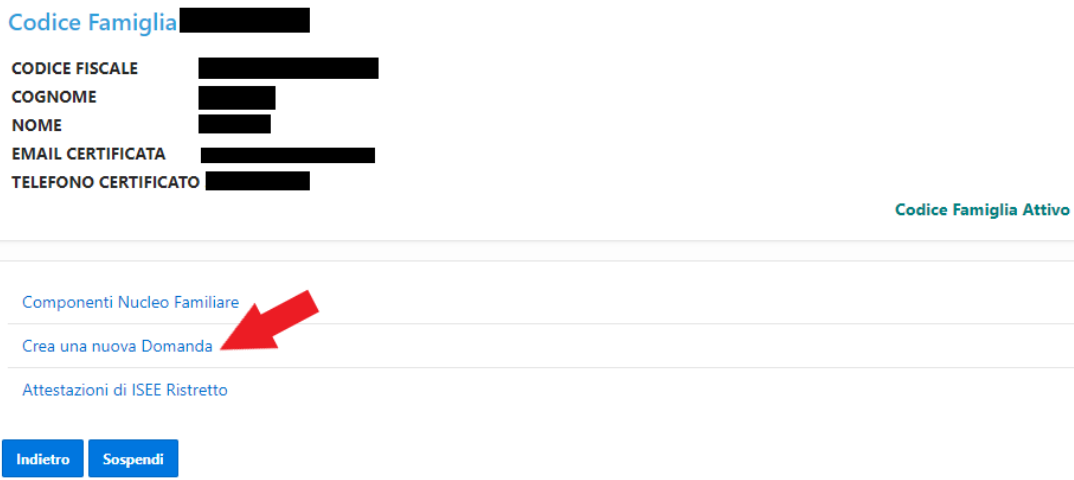 Codice Famiglia
CODICE FISCALE
COGNOME
NOME
EMAIL CERTIFICATA
TELEFONO CERTIFICATO
Codice Famiglia Attivo
Componenti Nucleo Familiare
Crea una nuova Domanda
Attestazioni di ISEE Ristretto
Indietro Sospendi